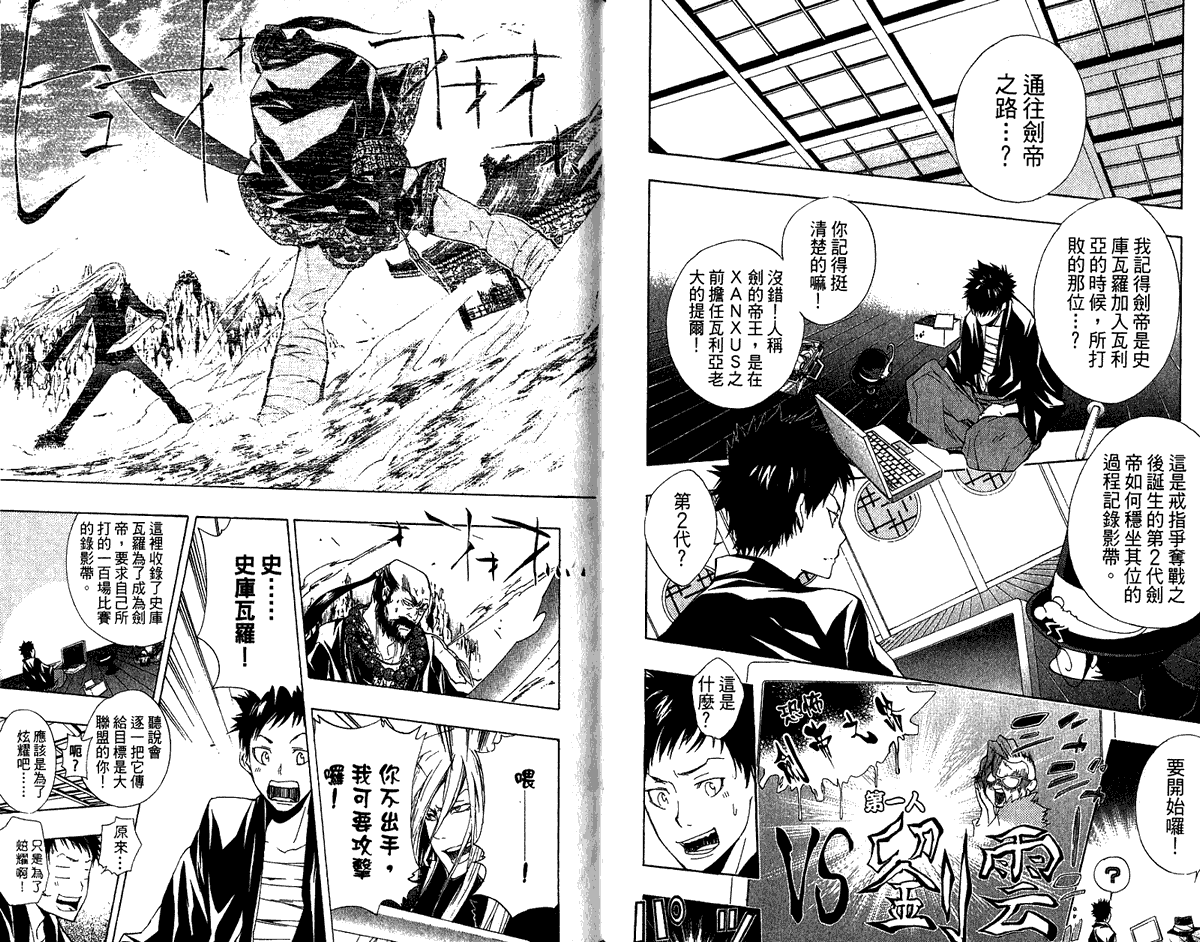 通往劍帝
之路…？
我記得劍帝是史
庫瓦羅加入瓦利
亞的時候，所打
敗的那位…？
你記得挺
清楚的嘛！
沒錯！人稱
劍的帝王，是在
XANXUS之
前擔任瓦利亞老
大的提爾！
這是戒指爭奪戰之
後誕生的第2代劍
帝如何穩坐其位的
過程記錄影帶。
第2代？
要開始囉！
？
恐怖
第一人
VS
這是
什麼？
ビュ
史……
史庫瓦羅！
喂——
你不出手，
我可要攻擊
囉！
這裡收錄了史庫
瓦羅為了成為劍
帝，要求自己所
打的一百場比賽
的錄影帶。
聽說會
逐一把它傳
給目標是大
聯盟的你！
呃？
應該是為了
炫耀吧……
原來…
只是為了
炫耀啊！